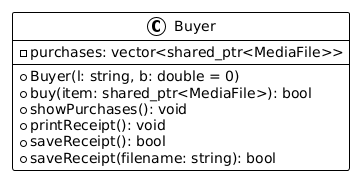 C Buyer
purchases: vector<shared_ptr<MediaFile>>
Buyer(l: string, b: double = 0)
buy(item: shared_ptr<MediaFile>): bool
showPurchases(): void
printReceipt(): void
saveReceipt(): bool
saveReceipt(filename: string): bool